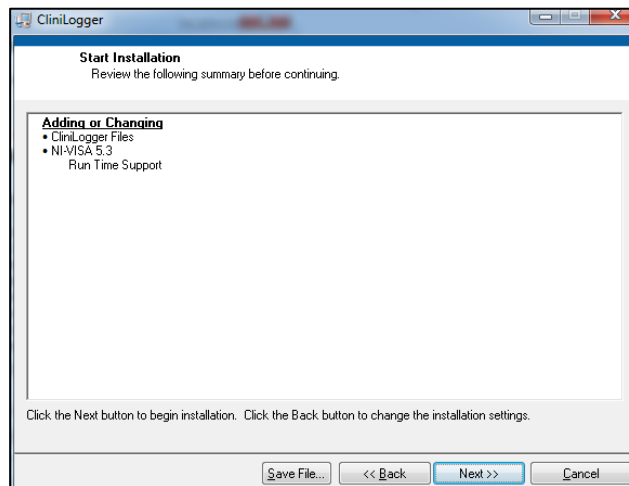 CliniLogger
Start Installation
Review the following summary before continuing.
Adding or Changing
• CliniLogger Files
• NI-VISA 5.3
Run Time Support
Click the Next button to begin installation. Click the Back button to change the installation settings.
Save File...
<< Back
Next >>
Cancel